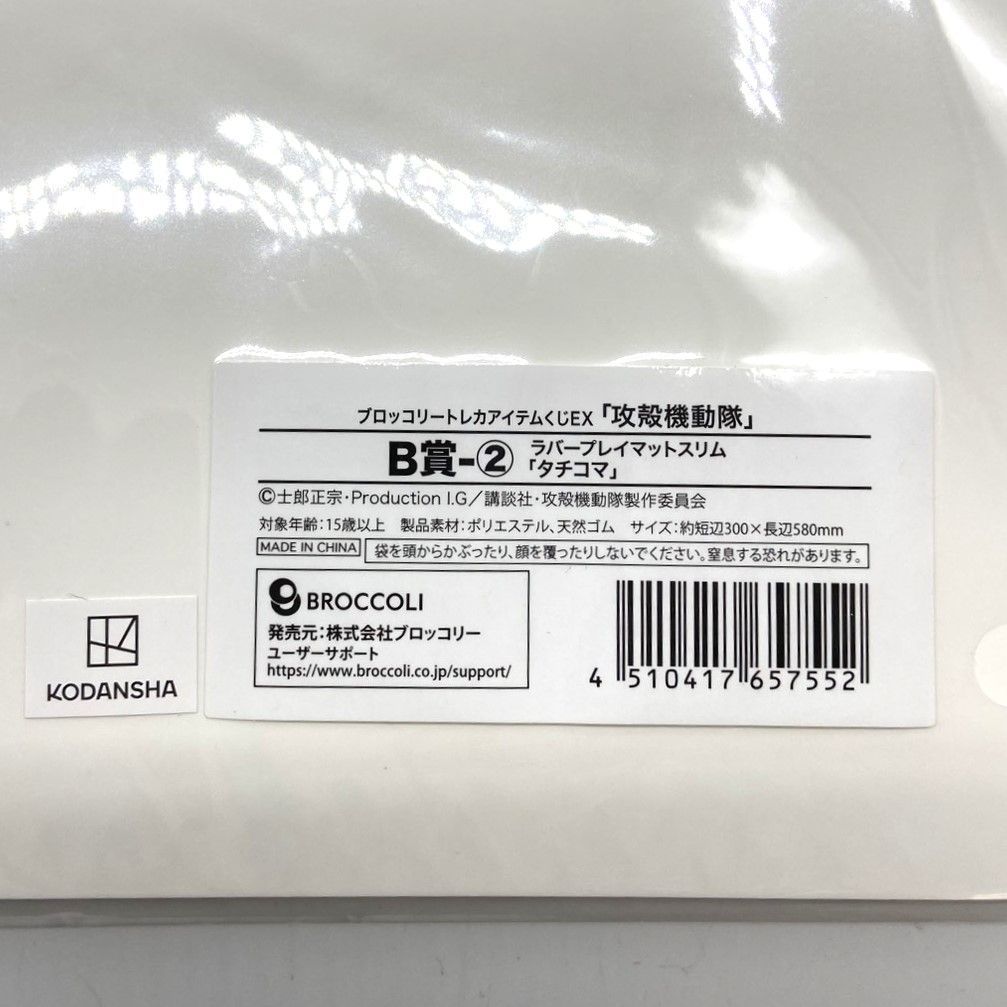 ブロッコリートレカアイテムくじEX「攻殻機動隊」
B賞-② ラバープレイマットスリム
「タチコマ」
©士郎正宗・Production I.G/講談社・攻殻機動隊製作委員会
対象年齢:15歳以上 製品素材:ポリエステル、天然ゴム サイズ:約短辺300×長辺580mm
MADE IN CHINA 袋を頭からかぶったり、顔を覆ったりしないでください。窒息する恐れがあります。
BROCCOLI
発売元:株式会社ブロッコリー
ユーザーサポート
https://www.broccoli.co.jp/support/
4 510417 657552
KODANSHA